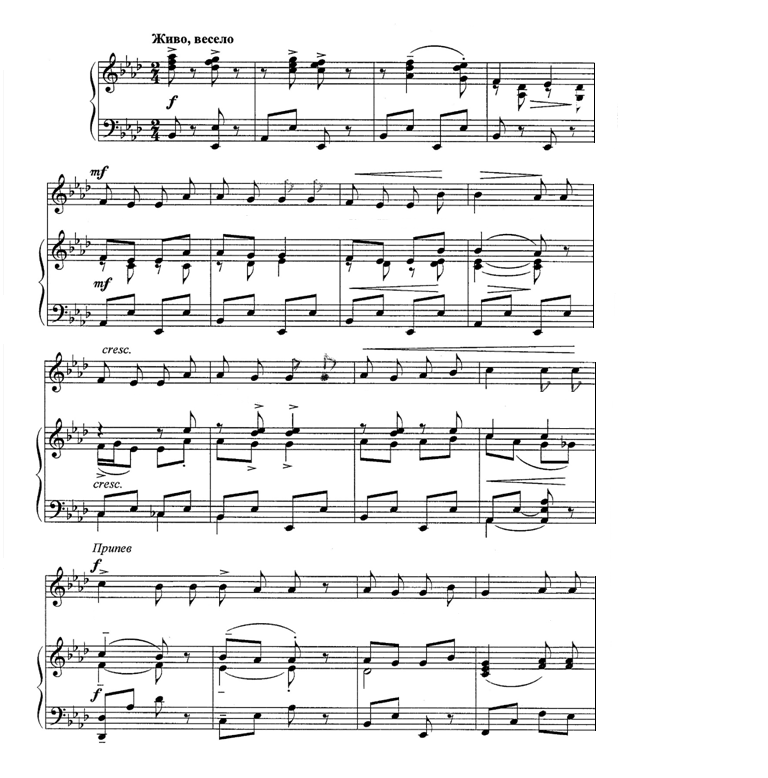 Живо, весело
f
mf
mf
cresc.
cresc.
Припев
f
f